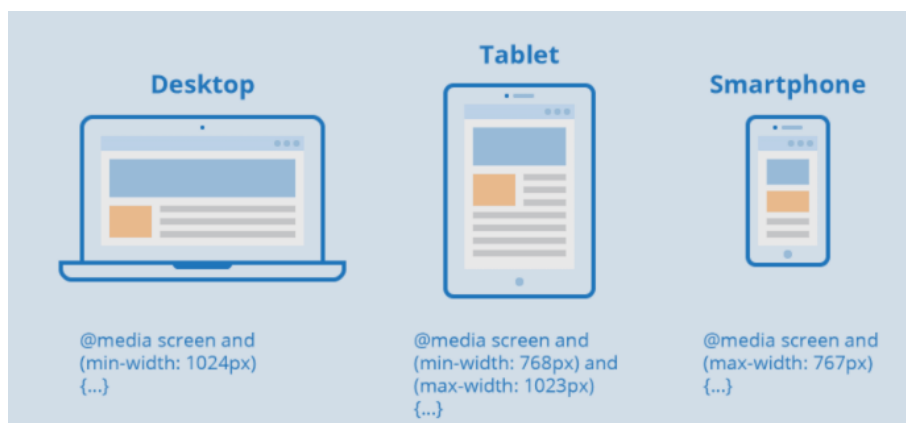 Desktop
@media screen and
(min-width: 1024px)
{...}
Tablet
@media screen and
(min-width: 768px) and
(max-width: 1023px)
{...}
Smartphone
@media screen and
(max-width: 767px)
{...}